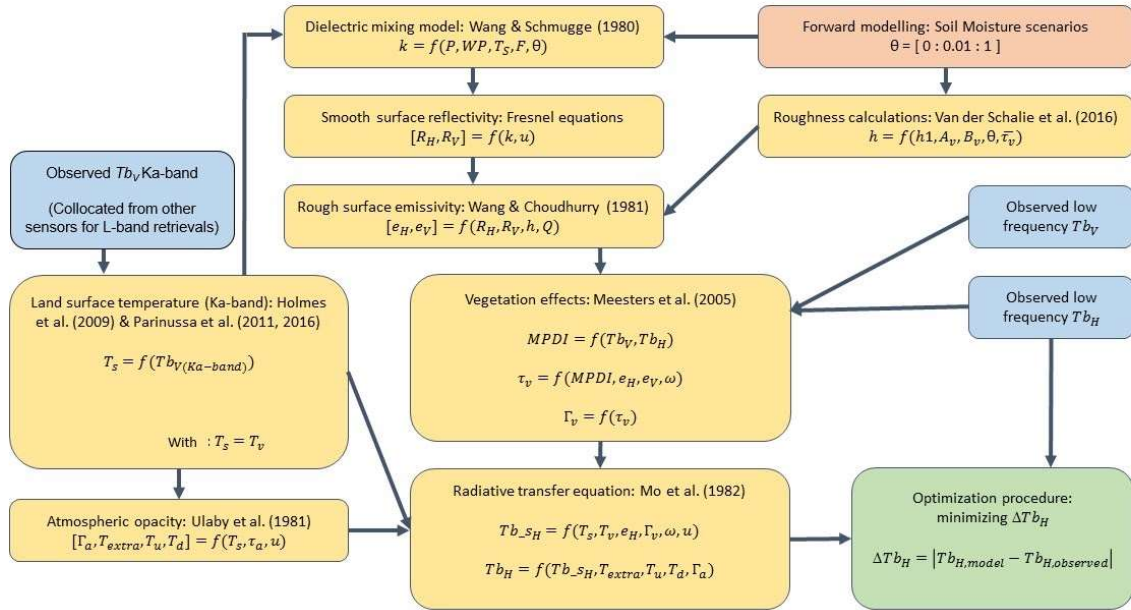 Dielectric mixing model: Wang & Schmugge (1980)
k = f(P, WP, T_S, F, θ)
Forward modelling: Soil Moisture scenarios
θ = [ 0 : 0.01 : 1 ]
Smooth surface reflectivity: Fresnel equations
[R_H, R_V] = f(k, u)
Roughness calculations: Van der Schalie et al. (2016)
h = f(h1, A_v, B_v, θ, τ̄_v)
Observed Tb_V Ka-band
(Collocated from other
sensors for L-band retrievals)
Rough surface emissivity: Wang & Choudhurry (1981)
[e_H, e_V] = f(R_H, R_V, h, Q)
Observed low
frequency Tb_V
Land surface temperature (Ka-band): Holmes
et al. (2009) & Parinussa et al. (2011, 2016)
T_s = f(Tb_V(Ka−band))
With : T_s = T_v
Vegetation effects: Meesters et al. (2005)
MPDI = f(Tb_V, Tb_H)
τ_v = f(MPDI, e_H, e_V, ω)
Γ_v = f(τ_v)
Observed low
frequency Tb_H
Atmospheric opacity: Ulaby et al. (1981)
[Γ_a, T_extra, T_u, T_d] = f(T_s, τ_a, u)
Radiative transfer equation: Mo et al. (1982)
Tb_s_H = f(T_s, T_v, e_H, Γ_v, ω, u)
Tb_H = f(Tb_s_H, T_extra, T_u, T_d, Γ_a)
Optimization procedure:
minimizing ΔTb_H
ΔTb_H = |Tb_H,model − Tb_H,observed|